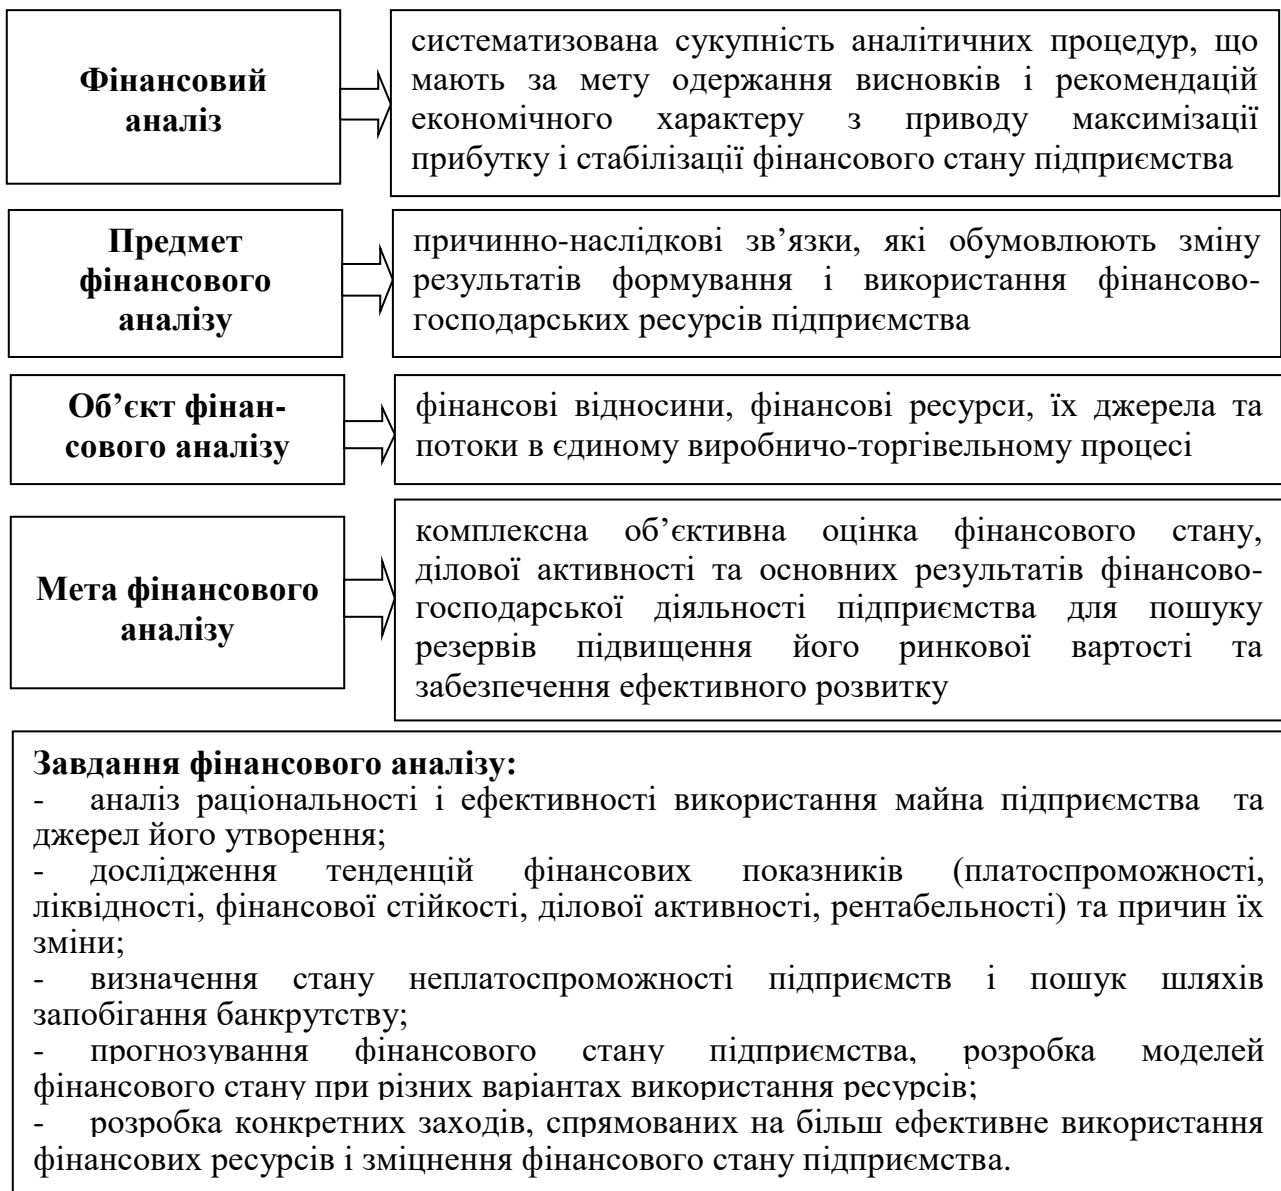 Фінансовий
аналіз
систематизована сукупність аналітичних процедур, що
мають за мету одержання висновків і рекомендацій
економічного характеру з приводу максимізації
прибутку і стабілізації фінансового стану підприємства
Предмет
фінансового
аналізу
причинно-наслідкові зв’язки, які обумовлюють зміну
результатів формування і використання фінансово-
господарських ресурсів підприємства
Об’єкт фінан-
сового аналізу
фінансові відносини, фінансові ресурси, їх джерела та
потоки в єдиному виробничо-торгівельному процесі
Мета фінансового
аналізу
комплексна об’єктивна оцінка фінансового стану,
ділової активності та основних результатів фінансово-
господарської діяльності підприємства для пошуку
резервів підвищення його ринкової вартості та
забезпечення ефективного розвитку
Завдання фінансового аналізу:
- аналіз раціональності і ефективності використання майна підприємства та
джерел його утворення;
- дослідження тенденцій фінансових показників (платоспроможності,
ліквідності, фінансової стійкості, ділової активності, рентабельності) та причин їх
зміни;
- визначення стану неплатоспроможності підприємств і пошук шляхів
запобігання банкрутству;
- прогнозування фінансового стану підприємства, розробка моделей
фінансового стану при різних варіантах використання ресурсів;
- розробка конкретних заходів, спрямованих на більш ефективне використання
фінансових ресурсів і зміцнення фінансового стану підприємства.